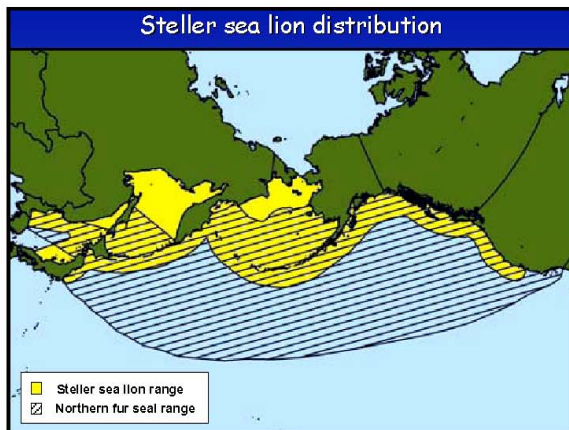 Steller sea lion distribution
Steller sea lion range
Northern fur seal range